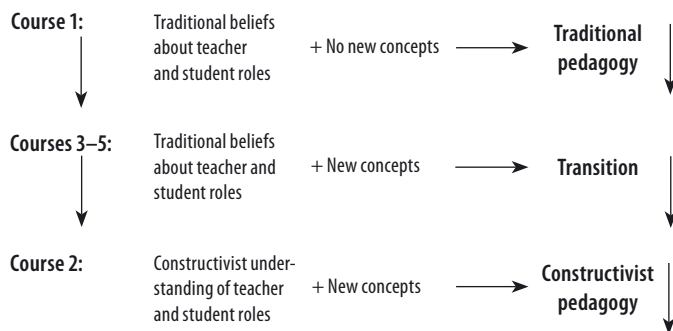 Course 1:
Traditional beliefs
about teacher
and student roles
+ No new concepts
Traditional
pedagogy
Courses 3–5:
Traditional beliefs
about teacher and
student roles
+ New concepts
Transition
Course 2:
Constructivist under-
standing of teacher
and student roles
+ New concepts
Constructivist
pedagogy